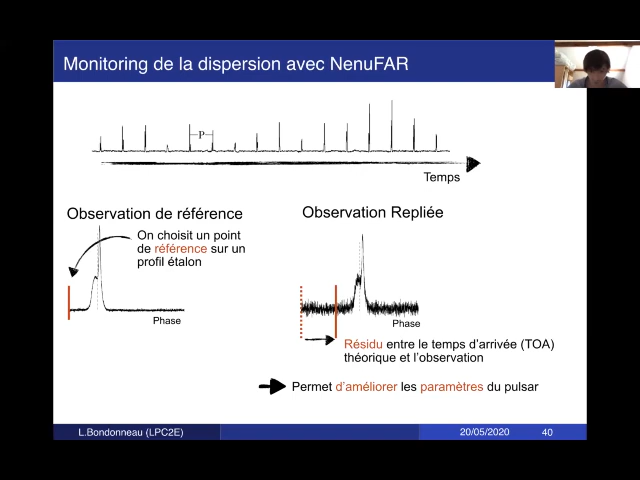 Monitoring de la dispersion avec NenuFAR
P
Temps
Observation de référence
On choisit un point
de référence sur un
profil étalon
Phase
Observation Repliée
Phase
Résidu entre le temps d'arrivée (TOA)
théorique et l'observation
Permet d'améliorer les paramètres du pulsar
L.Bondonneau (LPC2E)
20/05/2020
40